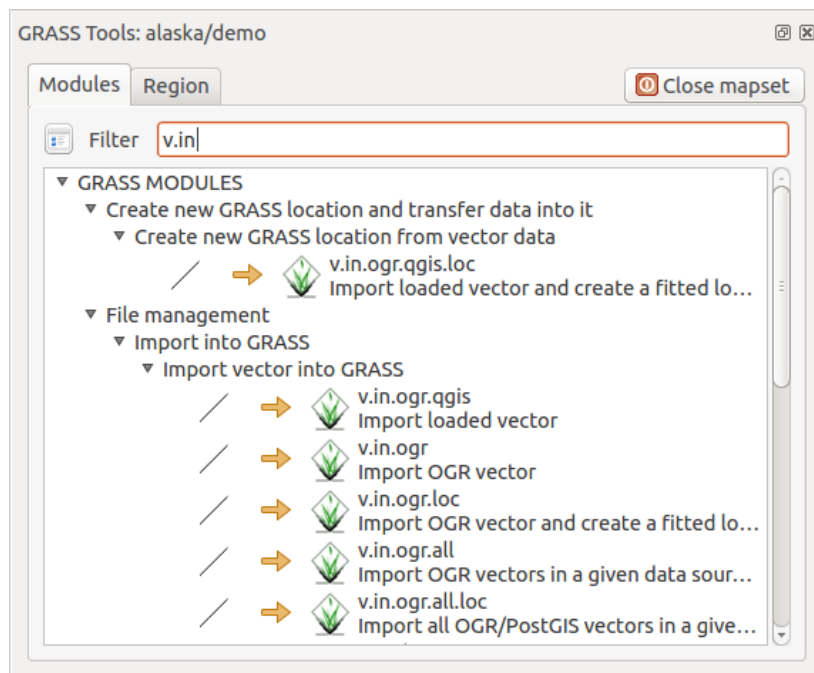 GRASS Tools: alaska/demo
Modules Region Close mapset
Filter v.in
GRASS MODULES
Create new GRASS location and transfer data into it
Create new GRASS location from vector data
v.in.ogr.qgis.loc
Import loaded vector and create a fitted lo...
File management
Import into GRASS
Import vector into GRASS
v.in.ogr.qgis
Import loaded vector
v.in.ogr
Import OGR vector
v.in.ogr.loc
Import OGR vector and create a fitted lo...
v.in.ogr.all
Import OGR vectors in a given data sour...
v.in.ogr.all.loc
Import all OGR/PostGIS vectors in a give...